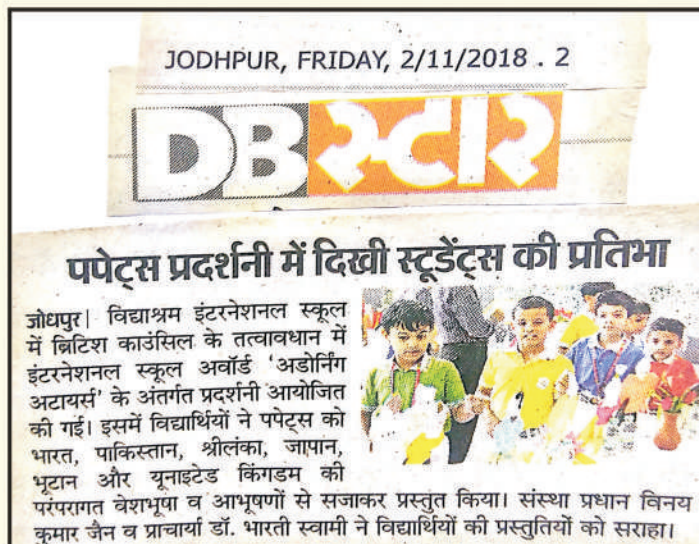 JODHPUR, FRIDAY, 2/11/2018 . 2
DB स्टार
पपेट्स प्रदर्शनी में दिखी स्टूडेंट्स की प्रतिभा
जोधपुर| विद्याश्रम इंटरनेशनल स्कूल
में ब्रिटिश काउंसिल के तत्वावधान में
इंटरनेशनल स्कूल अवॉर्ड ‘अडोर्निंग
अटायर्स’ के अंतर्गत प्रदर्शनी आयोजित
की गई। इसमें विद्यार्थियों ने पपेट्स को
भारत, पाकिस्तान, श्रीलंका, जापान,
भूटान और यूनाइटेड किंगडम की
परंपरागत वेशभूषा व आभूषणों से सजाकर प्रस्तुत किया। संस्था प्रधान विनय
कुमार जैन व प्राचार्या डॉ. भारती स्वामी ने विद्यार्थियों की प्रस्तुतियों को सराहा।